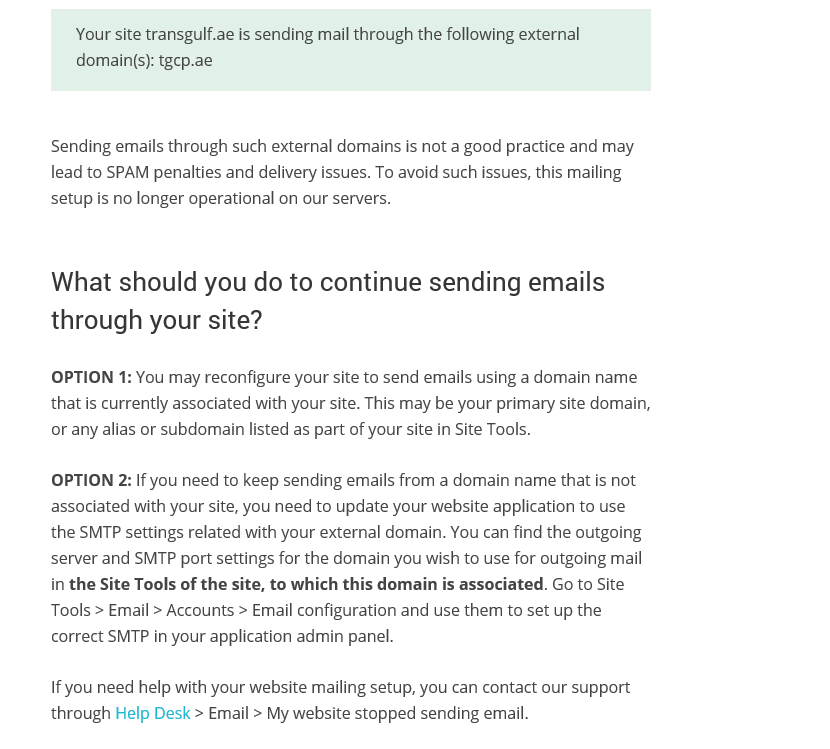 Your site transgulf.ae is sending mail through the following external
domain(s): tgcp.ae
Sending emails through such external domains is not a good practice and may
lead to SPAM penalties and delivery issues. To avoid such issues, this mailing
setup is no longer operational on our servers.
What should you do to continue sending emails
through your site?
OPTION 1: You may reconfigure your site to send emails using a domain name
that is currently associated with your site. This may be your primary site domain,
or any alias or subdomain listed as part of your site in Site Tools.
OPTION 2: If you need to keep sending emails from a domain name that is not
associated with your site, you need to update your website application to use
the SMTP settings related with your external domain. You can find the outgoing
server and SMTP port settings for the domain you wish to use for outgoing mail
in the Site Tools of the site, to which this domain is associated. Go to Site
Tools > Email > Accounts > Email configuration and use them to set up the
correct SMTP in your application admin panel.
If you need help with your website mailing setup, you can contact our support
through Help Desk > Email > My website stopped sending email.